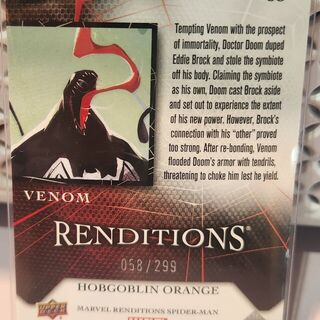 Tempting Venom with the prospect
of immortality, Doctor Doom duped
Eddie Brock and stole the symbiote
off his body. Claiming the symbiote
as his own, Doom cast Brock aside
and set out to experience the extent
of his new power. However, Brock's
connection with his "other" proved
too strong. After re-bonding, Venom
flooded Doom's armor with tendrils,
threatening to choke him lest he yield.
VENOM
RENDITIONS®
058/299
HOBGOBLIN ORANGE
MARVEL RENDITIONS SPIDER-MAN
UPPER DECK